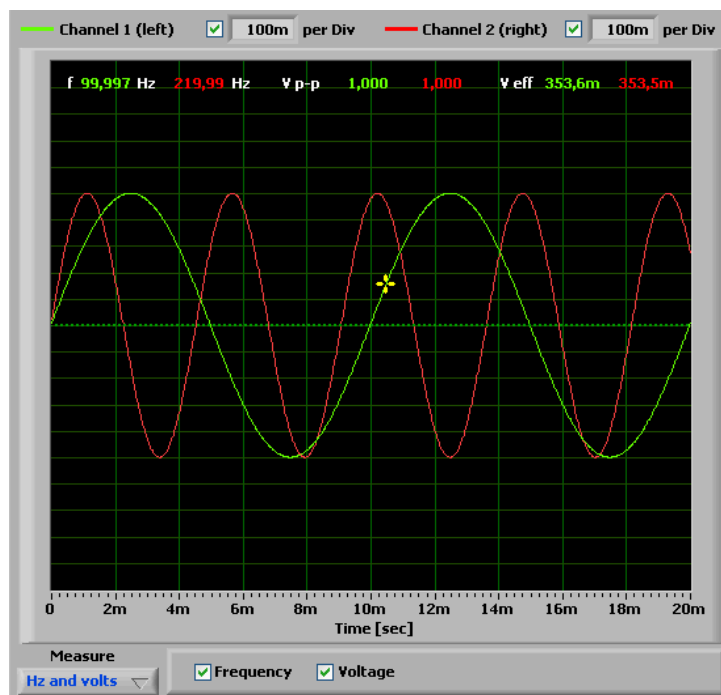 Channel 1 (left) 100m per Div Channel 2 (right) 100m per Div
f 99,997 Hz 219,99 Hz V p-p 1,000 1,000 V eff 353,6m 353,5m
0 2m 4m 6m 8m 10m 12m 14m 16m 18m 20m
Time [sec]
Measure
Hz and volts
Frequency Voltage